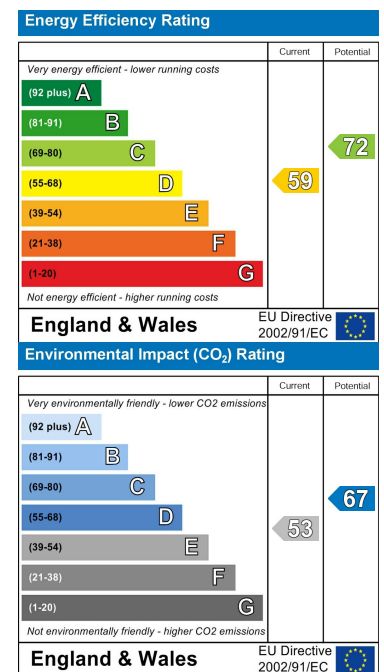 Energy Efficiency Rating
Current Potential
Very energy efficient - lower running costs
(92 plus) A
(81-91) B
(69-80) C
72
(55-68) D
59
(39-54) E
(21-38) F
(1-20) G
Not energy efficient - higher running costs
England & Wales
EU Directive
2002/91/EC
Environmental Impact (CO₂) Rating
Current Potential
Very environmentally friendly - lower CO2 emissions
(92 plus) A
(81-91) B
(69-80) C
67
(55-68) D
53
(39-54) E
(21-38) F
(1-20) G
Not environmentally friendly - higher CO2 emissions
England & Wales
EU Directive
2002/91/EC